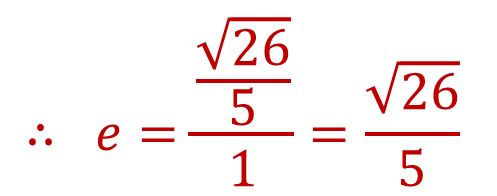 ∴ e = (√26/5)/1 = √26/5